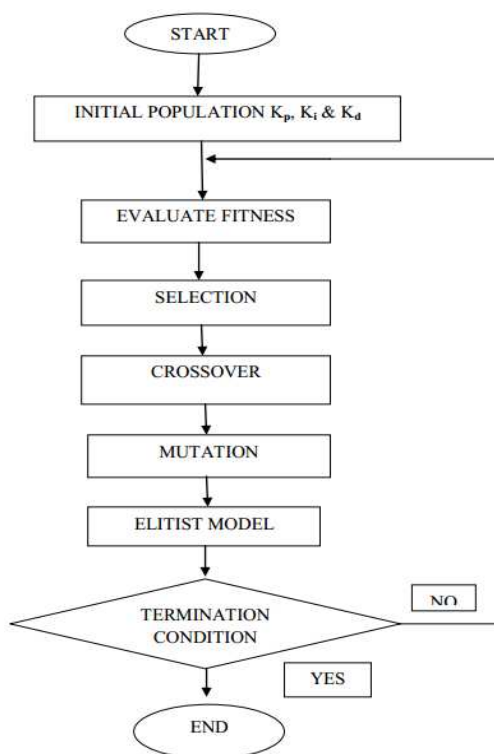 START
INITIAL POPULATION Kp, Ki & Kd
EVALUATE FITNESS
SELECTION
CROSSOVER
MUTATION
ELITIST MODEL
TERMINATION
CONDITION
NO
YES
END